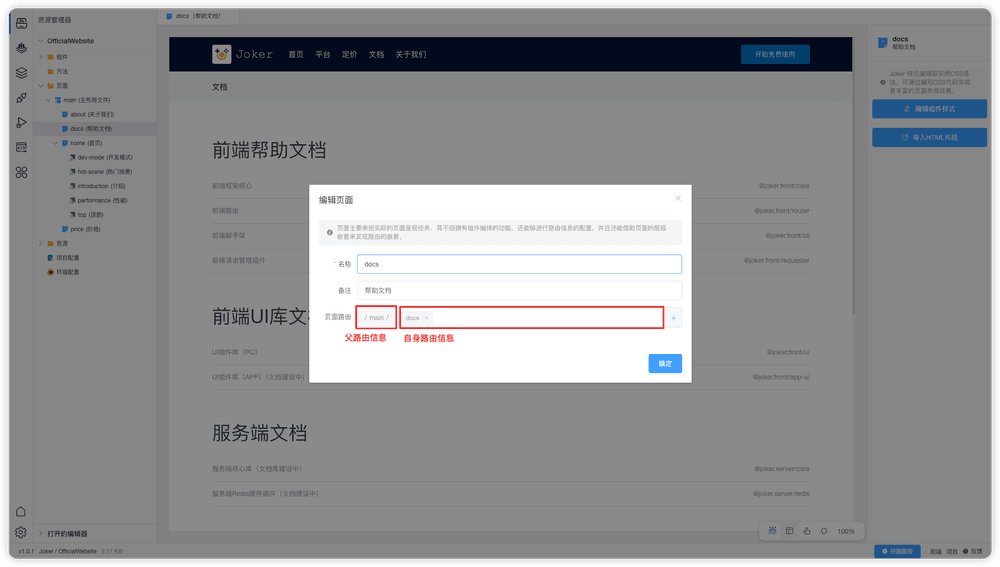 资源管理器
docs (帮助文档)
OfficialWebsite
组件
方法
页面
main (主布局文件)
about (关于我们)
docs (帮助文档)
home (首页)
dev-mode (开发模式)
hot-scene (热门场景)
introduction (介绍)
performance (性能)
top (顶部)
price (价格)
资源
项目配置
环境配置
打开的编辑器
Joker 首页 平台 定价 文档 关于我们 开始免费使用
文档
前端帮助文档
前端框架核心 @joker.front/core
前端路由 @joker.front/router
前端脚手架 @joker.front/cli
前端请求管理插件 @joker.front/requester
前端UI库文
UI组件库（PC） @joker.front/ui
UI组件库（APP）（文档建设中） @joker.front/app-ui
服务端文档
服务端核心库（文档库建设中） @joker.server/core
服务端Redis缓存插件（文档建设中） @joker.server/redis
编辑页面
页面主要承担实际的页面呈现任务，其不但拥有组件编排的功能，还能够进行路由信息的配置，并且还能借助页面的层级
嵌套来实现路由的嵌套。
* 名称 docs
备注 帮助文档
页面路由 / main / docs × +
父路由信息 自身路由信息
确定
docs
帮助文档
Joker 样式编辑取采用CSS语
法，可通过编写CSS代码实现
更丰富的页面布局效果。
编辑组件样式
导入HTML片段
100%
v1.0.1 Joker / OfficialWebsite 9.51 KiB
问题面板 前端 项目 反馈